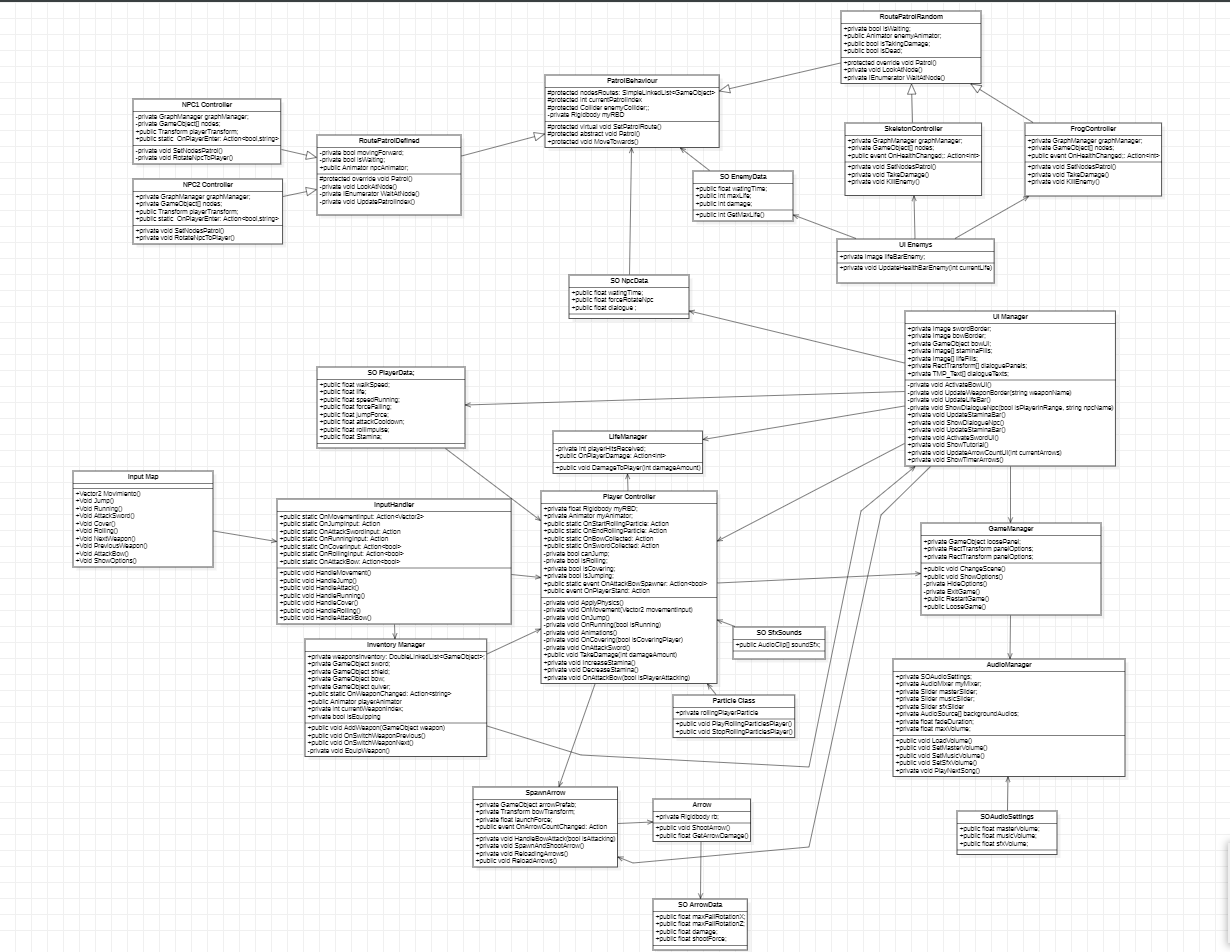 RoutePatrolRandom
+private bool isWaiting;
+public Animator enemyAnimator;
+public bool isTakingDamage;
+public bool isDead;
+protected override void Patrol()
+private void LookAtNode()
+private IEnumerator WaitAtNode()
PatrolBehaviour
#protected nodesRoutes: SimpleLinkedList<GameObject>
#protected int currentPatrolIndex
#protected Collider enemyCollider;;
-private Rigidbody myRBD
#protected virtual void SetPatrolRoute()
#protected abstract void Patrol()
#protected void MoveTowards()
NPC1 Controller
-private GraphManager graphManager;
-private GameObject[] nodes;
+public Transform playerTransform;
+public static OnPlayerEnter: Action<bool,string>
-private void SetNodesPatrol()
-private void RotateNpcToPlayer()
RoutePatrolDefined
-private bool movingForward;
-private bool isWaiting;
+public Animator npcAnimator;
#protected override void Patrol()
-private void LookAtNode()
-private IEnumerator WaitAtNode()
-private void UpdatePatrolIndex()
SkeletonController
+private GraphManager graphManager;
+private GameObject[] nodes;
+public event OnHealthChanged;: Action<int>
+private void SetNodesPatrol()
+private void TakeDamage()
+private void KillEnemy()
FrogController
+private GraphManager graphManager;
+private GameObject[] nodes;
+public event OnHealthChanged;: Action<int>
+private void SetNodesPatrol()
+private void TakeDamage()
+private void KillEnemy()
NPC2 Controller
+private GraphManager graphManager;
+private GameObject[] nodes;
+public Transform playerTransform;
+public static OnPlayerEnter: Action<bool,string>
+private void SetNodesPatrol()
+private void RotateNpcToPlayer()
SO EnemyData
+public float watingTime;
+public int maxLife;
+public int damage;
+public int GetMaxLife()
UI Enemys
+private Image lifeBarEnemy;
+private void UpdateHealthBarEnemy(int currentLife)
SO NpcData
+public float watingTime;
+public float forceRotateNpc
+public float dialogue ;
UI Manager
+private Image swordBorder;
+private Image bowBorder;
+private GameObject bowUI;
+private Image[] staminaFills;
+private Image[] lifeFills;
+private RectTransform[] dialoguePanels;
+private TMP_Text[] dialogueTexts;
-private void ActivateBowUI()
-private void UpdateWeaponBorder(string weaponName)
-private void UpdateLifeBar()
-private void ShowDialogueNpc(bool isPlayerInRange, string npcName)
+private void UpdateStaminaBar()
+private void ShowDialogueNpc()
+private void UpdateStaminaBar()
+private void ActivateSwordUI()
+private void ShowTutorial()
+private void UpdateArrowCountUI(int currentArrows)
+private void ShowTimerArrows()
SO PlayerData;
+public float walkSpeed;
+public float life;
+public float speedRunning;
+public float forceFalling;
+public float jumpForce;
+public float attackCooldown;
+public float rollImpulse;
+public float Stamina;
LifeManager
-private int playerHitsReceived;
+public OnPlayerDamage: Action<int>
+public void DamageToPlayer(int damageAmount)
Input Map
+Vector2 Movimiento()
+Void Jump()
+Void Running()
+Void AttackSword()
+Void Cover()
+Void Rolling()
+Void NextWeapon()
+Void PreviousWeapon()
+Void AttackBow()
+Void ShowOptions()
InputHandler
+public static OnMovementInput: Action<Vector2>
+public static OnJumpInput: Action
+public static OnAttackSwordInput: Action
+public static OnRunningInput: Action
+public static OnCoverInput: Action<bool>
+public static OnRollingInput: Action<bool>
+public static OnAttackBow: Action<bool>
+public void HandleMovement()
+public void HandleJump()
+public void HandleAttack()
+public void HandleRunning()
+public void HandleCover()
+public void HandleRolling()
+public void HandleAttackBow()
Player Controller
+private float Rigidbody myRBD;
+private Animator myAnimator;
+public static OnStartRollingParticle: Action
+public static OnEndRollingParticle: Action
+public static OnBowCollected: Action
+public static OnSwordCollected: Action
-private bool canJump;
-private bool isRolling;
+private bool isCovering;
+private bool isJumping;
+public static event OnAttackBowSpawner: Action<bool>
+public event OnPlayerStand: Action
-private void ApplyPhysics()
-private void OnMovement(Vector2 movementInput)
-private void OnJump()
-private void OnRunning(bool isRunning)
-private void Animations()
-private void OnCovering(bool isCoveringPlayer)
-private void OnAttackSword()
+public void TakeDamage(int damageAmount)
+private void IncreaseStamina()
+private void DecreaseStamina()
+private void OnAttackBow(bool isPlayerAttacking)
GameManager
+private GameObject loosePanel;
+private RectTransform panelOptions;
+private RectTransform panelOptions;
+public void ChangeScene()
+public void ShowOptions()
-private void HideOptions()
-private void ExitGame()
+public void RestartGame()
+public void LooseGame()
SO SfxSounds
+public AudioClip[] soundSfx;
Inventory Manager
+private weaponsInventory: DoubleLinkedList<GameObject>;
+private GameObject sword;
+private GameObject shield;
+private GameObject bow;
+private GameObject quiver;
+public static OnWeaponChanged: Action<string>
+public Animator playerAnimator
+private int currentWeaponIndex;
+private bool isEquipping
+public void AddWeapon(GameObject weapon)
+public void OnSwitchWeaponPrevious()
+public void OnSwitchWeaponNext()
-private void EquipWeapon()
Particle Class
+private rollingPlayerParticle
+public void PlayRollingParticlesPlayer()
+public void StopRollingParticlesPlayer()
AudioManager
+private SOAudioSettings;
+private AudioMixer myMixer;
+private Slider masterSlider;
+private Slider musicSlider;
+private Slider sfxSlider
+private AudioSource[] backgroundAudios;
+private float fadeDuration;
+private float maxVolume;
+public void LoadVolume()
+public void SetMasterVolume()
+public void SetMusicVolume()
+public void SetSfxVolume()
+private void PlayNextSong()
SpawnArrow
+private GameObject arrowPrefab;
+private Transform bowTransform;
+private float launchForce;
+public event OnArrowCountChanged: Action
+private void HandleBowAttack(bool isAttacking)
+private void SpawnAndShootArrow()
+private void ReloadingArrows()
+public void ReloadArrows()
Arrow
+private Rigidbody rb;
+public void ShootArrow()
+public float GetArrowDamage()
SOAudioSettings
+public float masterVolume;
+public float musicVolume;
+public float sfxVolume;
SO ArrowData
+public float maxFallRotationX;
+public float maxFallRotationZ;
+public float damage;
+public float shootForce;